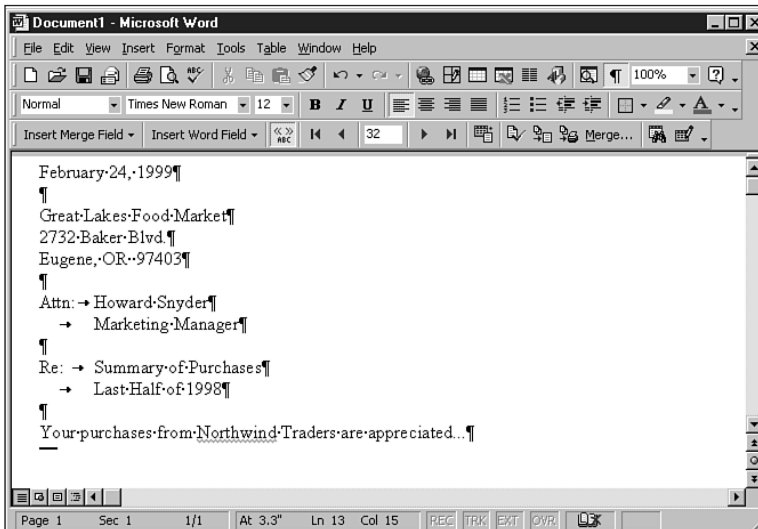 Document1 - Microsoft Word
File Edit View Insert Format Tools Table Window Help
ABC ¶ 100%
Normal Times New Roman 12 B I U A
Insert Merge Field Insert Word Field « » ABC 32 Merge...
February·24,·1999¶
¶
Great·Lakes·Food·Market¶
2732·Baker·Blvd.¶
Eugene,·OR··97403¶
¶
Attn:→Howard·Snyder¶
→ Marketing·Manager¶
¶
Re: → Summary·of·Purchases¶
→ Last·Half·of·1998¶
¶
Your·purchases·from·Northwind·Traders·are·appreciated...¶
Page 1 Sec 1 1/1 At 3.3" Ln 13 Col 15 REC TRK EXT OVR